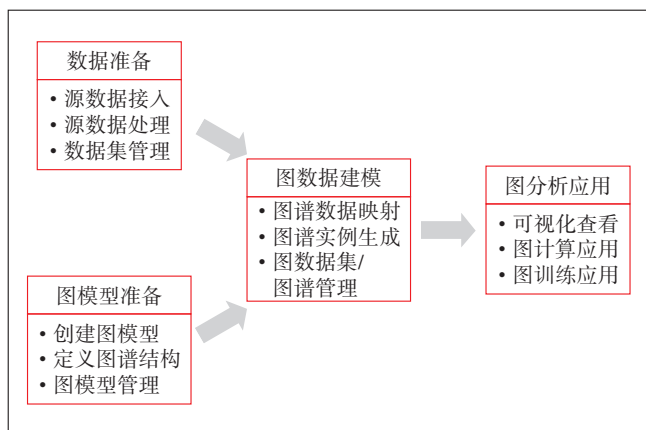 数据准备
• 源数据接入
• 源数据处理
• 数据集管理
图模型准备
• 创建图模型
• 定义图谱结构
• 图模型管理
图数据建模
• 图谱数据映射
• 图谱实例生成
• 图数据集/
图谱管理
图分析应用
• 可视化查看
• 图计算应用
• 图训练应用